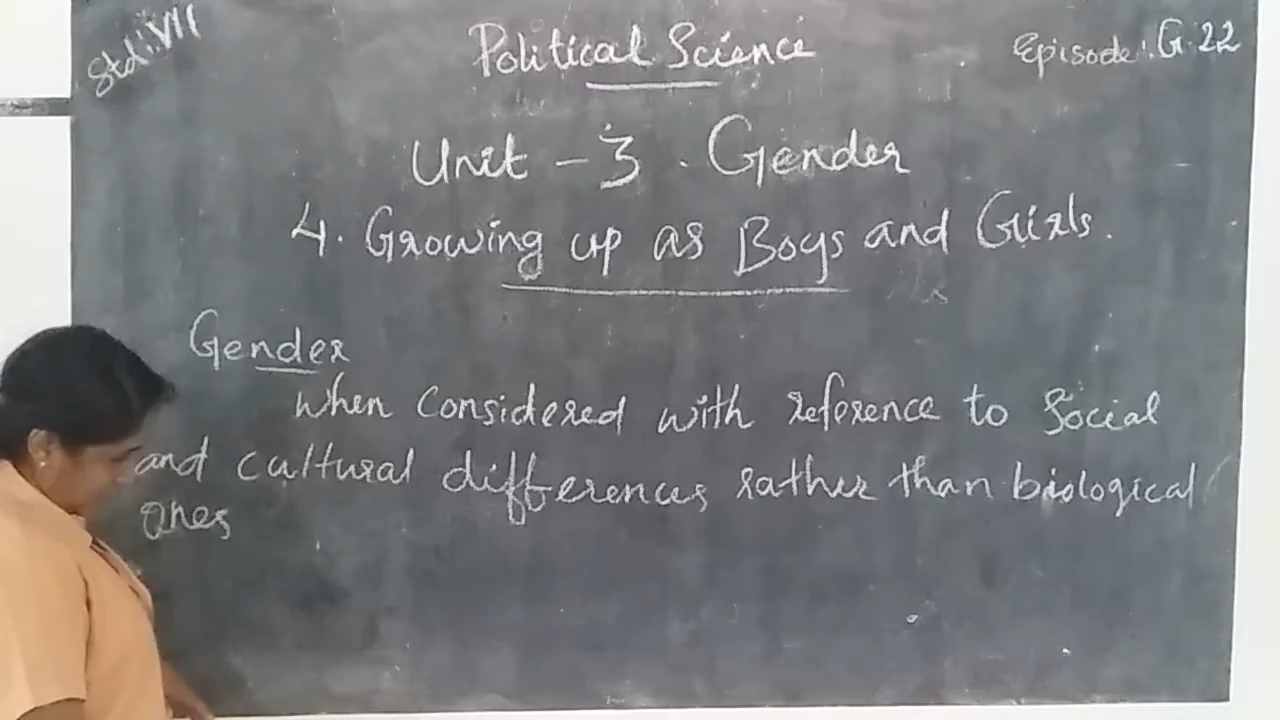 Std: VII
Political Science
Episode: G. 22
Unit - 3. Gender
4. Growing up as Boys and Girls.
Gender
When considered with reference to Social
and cultural differences rather than biological
ones